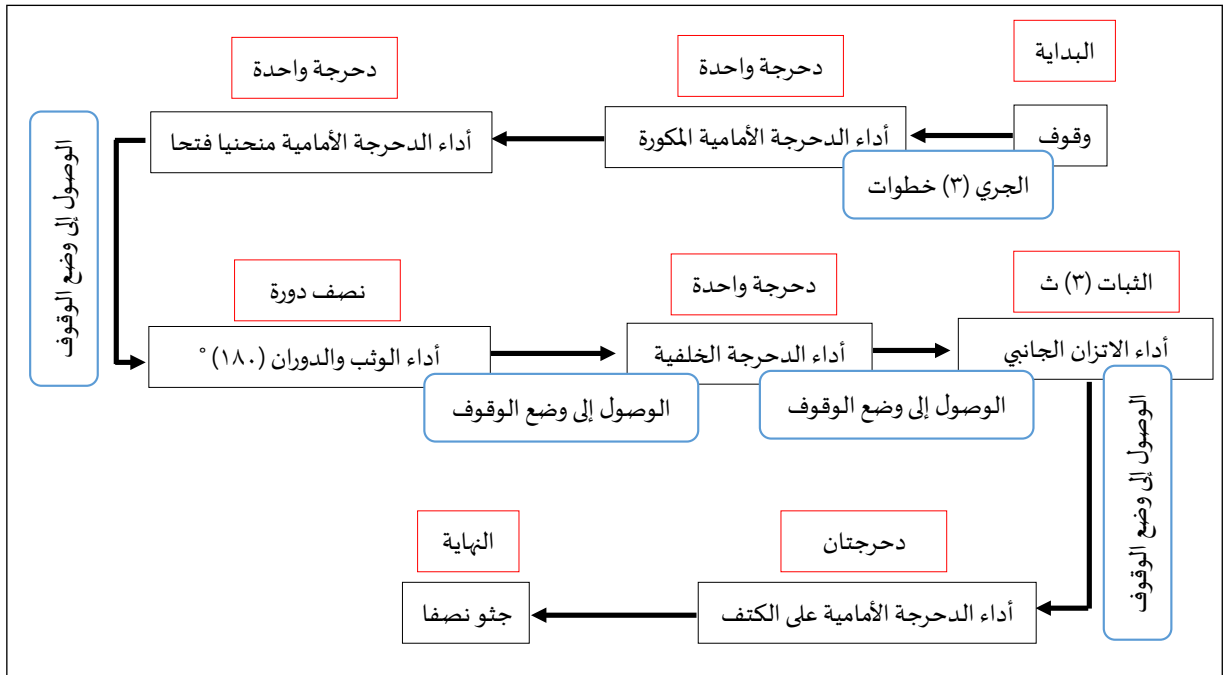 البداية
وقوف
دحرجة واحدة
أداء الدحرجة الأمامية المكورة
الجري (٣) خطوات
دحرجة واحدة
أداء الدحرجة الأمامية منحنيا فتحا
الوصول إلى وضع الوقوف
نصف دورة
أداء الوثب والدوران (١٨٠) °
الوصول إلى وضع الوقوف
دحرجة واحدة
أداء الدحرجة الخلفية
الوصول إلى وضع الوقوف
الثبات (٣) ث
أداء الاتزان الجانبي
الوصول إلى وضع الوقوف
دحرجتان
أداء الدحرجة الأمامية على الكتف
النهاية
جثو نصفا